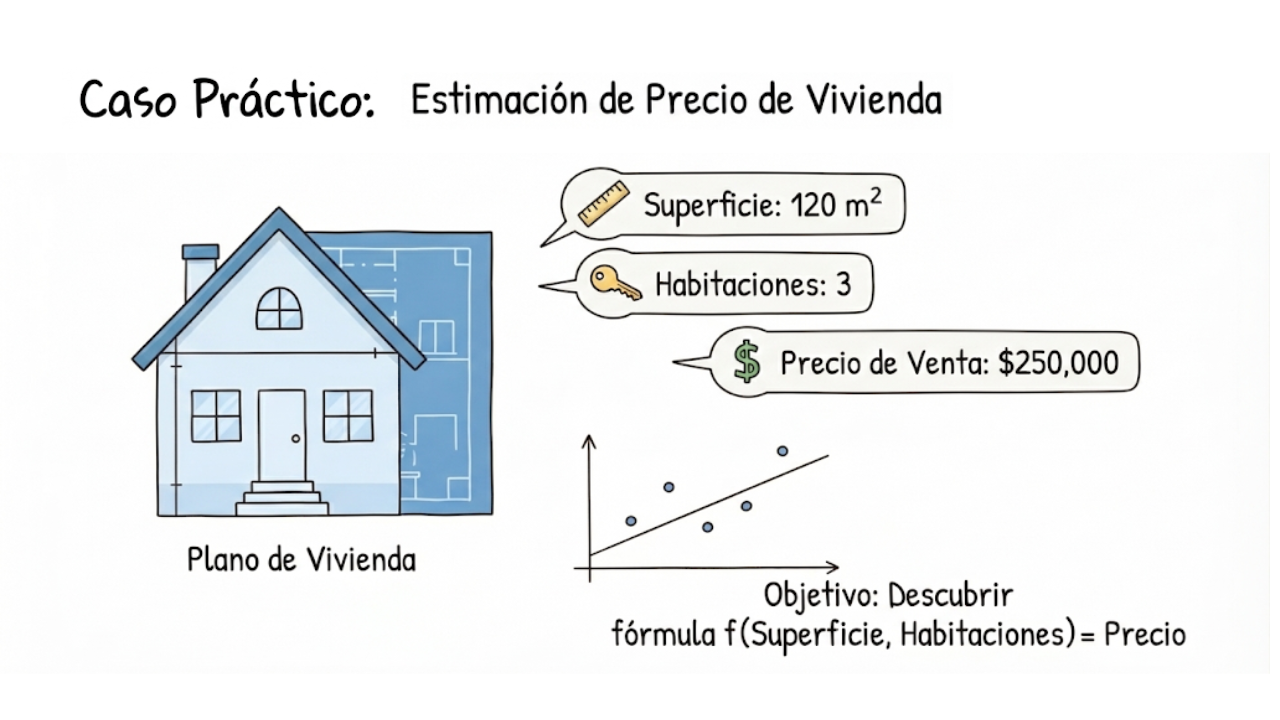 Caso Práctico: Estimación de Precio de Vivienda
Superficie: 120 m²
Habitaciones: 3
$ Precio de Venta: $250,000
Plano de Vivienda
Objetivo: Descubrir
fórmula f(Superficie, Habitaciones) = Precio